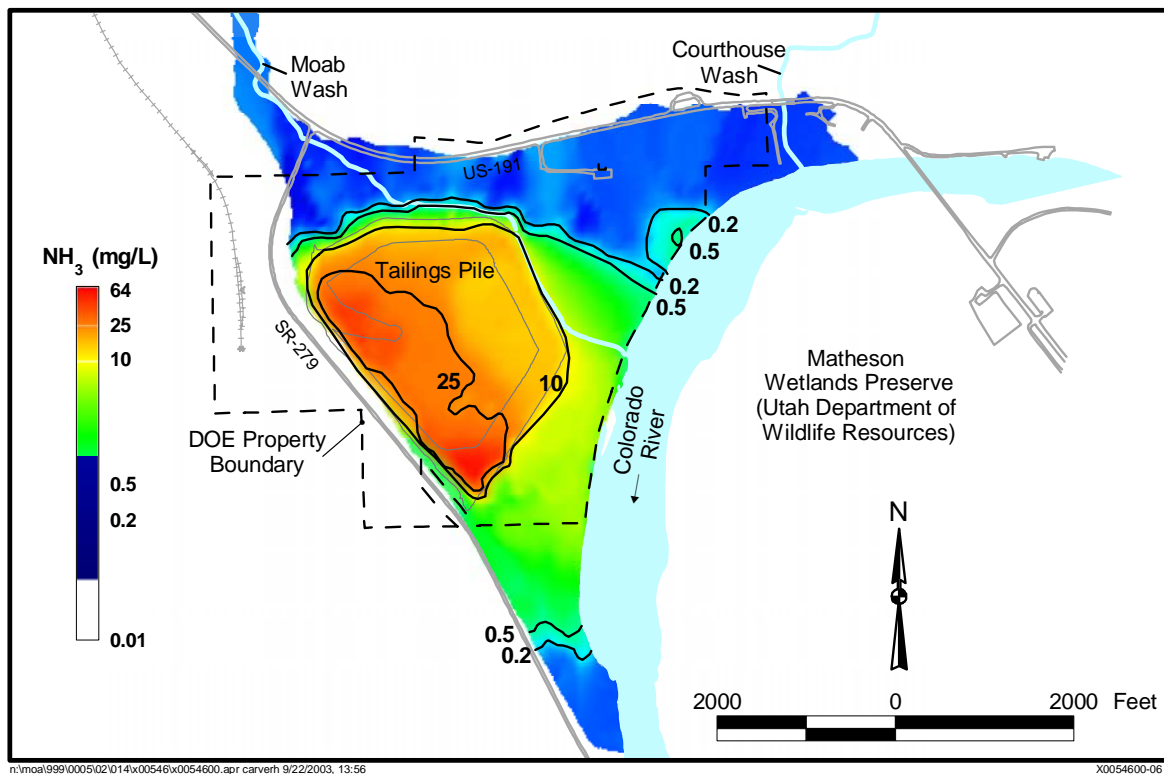 Moab
Wash
Courthouse
Wash
US-191
NH3 (mg/L)
64
25
10
0.5
0.2
0.01
Tailings Pile
0.2
0.5
0.2
0.5
SR-279
25
10
DOE Property
Boundary
Colorado
River
Matheson
Wetlands Preserve
(Utah Department of
Wildlife Resources)
N
0.5
0.2
2000
0
2000 Feet
n:\moa\999\0005\02\014\x00546\x0054600.apr carverh 9/22/2003, 13:56
X0054600-06